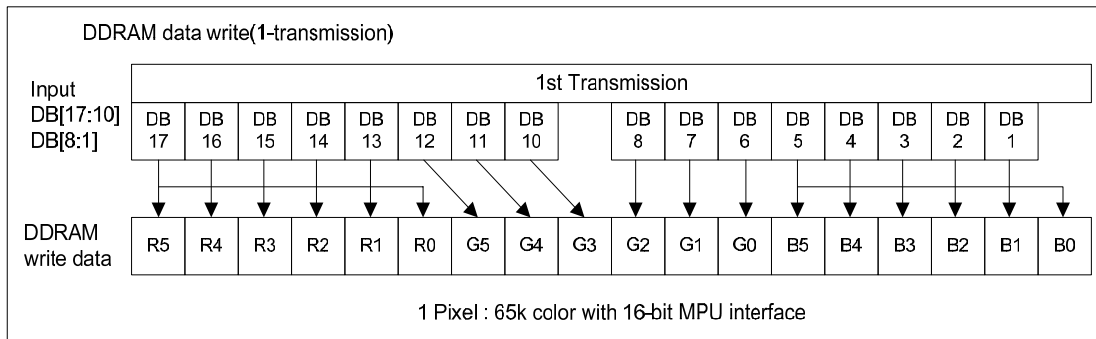 DDRAM data write(1-transmission)
Input
DB[17:10]
DB[8:1]
1st Transmission
DB 17 DB 16 DB 15 DB 14 DB 13 DB 12 DB 11 DB 10 DB 8 DB 7 DB 6 DB 5 DB 4 DB 3 DB 2 DB 1
DDRAM
write data
R5 R4 R3 R2 R1 R0 G5 G4 G3 G2 G1 G0 B5 B4 B3 B2 B1 B0
1 Pixel : 65k color with 16-bit MPU interface